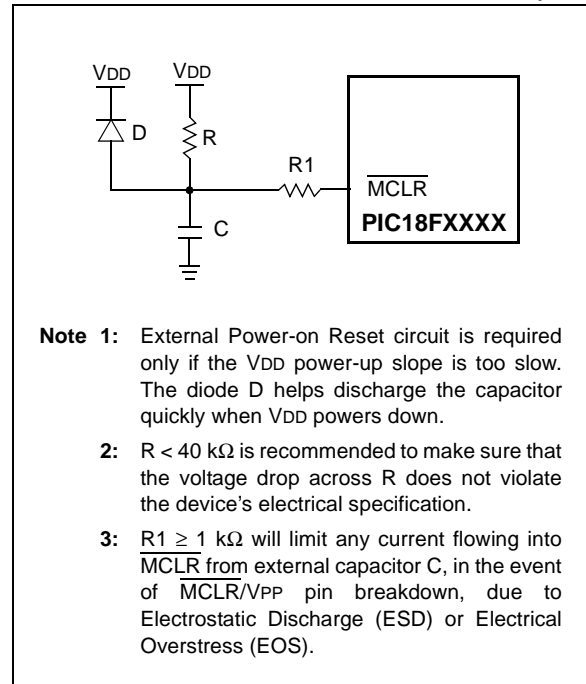 VDD VDD
D
R
R1
MCLR
C
PIC18FXXXX
Note 1: External Power-on Reset circuit is required
only if the VDD power-up slope is too slow.
The diode D helps discharge the capacitor
quickly when VDD powers down.
2: R < 40 kΩ is recommended to make sure that
the voltage drop across R does not violate
the device's electrical specification.
3: R1 ≥ 1 kΩ will limit any current flowing into
MCLR from external capacitor C, in the event
of MCLR/VPP pin breakdown, due to
Electrostatic Discharge (ESD) or Electrical
Overstress (EOS).